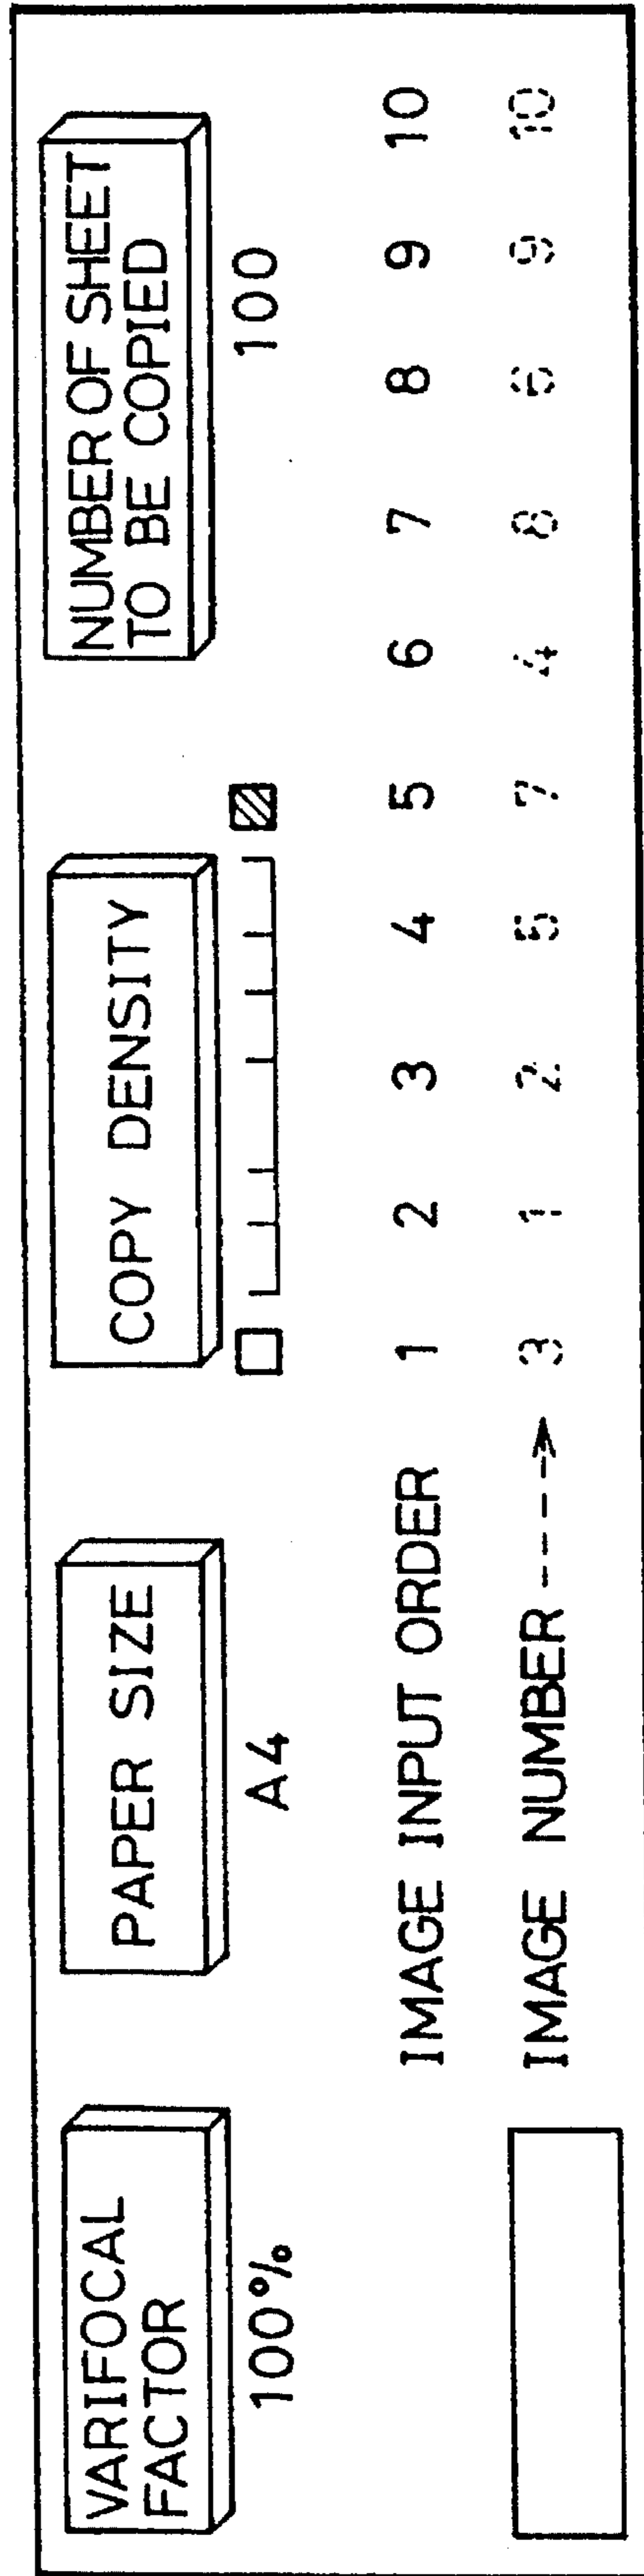 VARIFOCAL
FACTOR
100%
PAPER SIZE
A4
COPY DENSITY
NUMBER OF SHEET
TO BE COPIED
100
IMAGE INPUT ORDER 1 2 3 4 5 6 7 8 9 10
IMAGE NUMBER 3 1 2 5 7 4 8 6 9 10